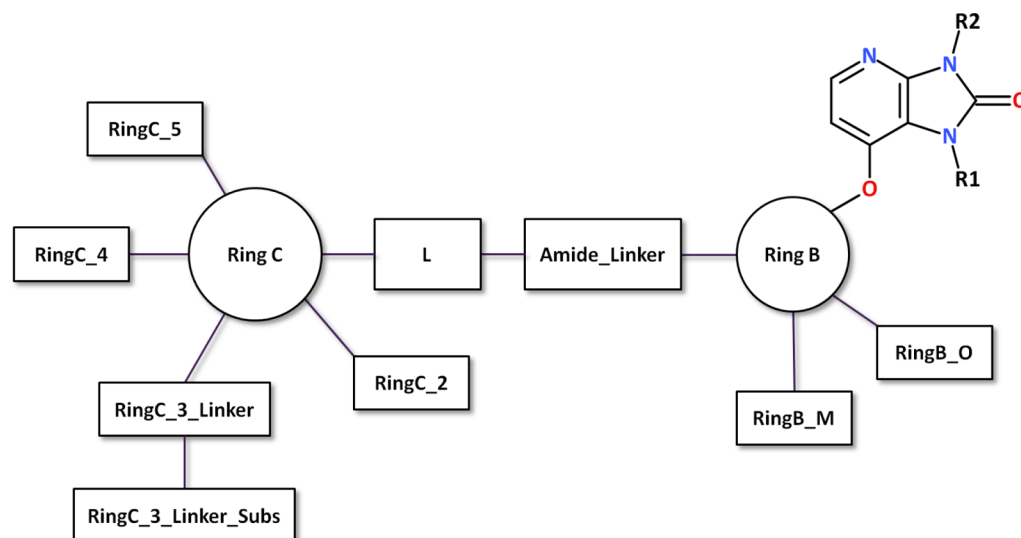 R2
N
N
O
N
R1
O
RingC_5
RingC_4
Ring C
L
Amide_Linker
Ring B
RingC_2
RingB_O
RingC_3_Linker
RingB_M
RingC_3_Linker_Subs